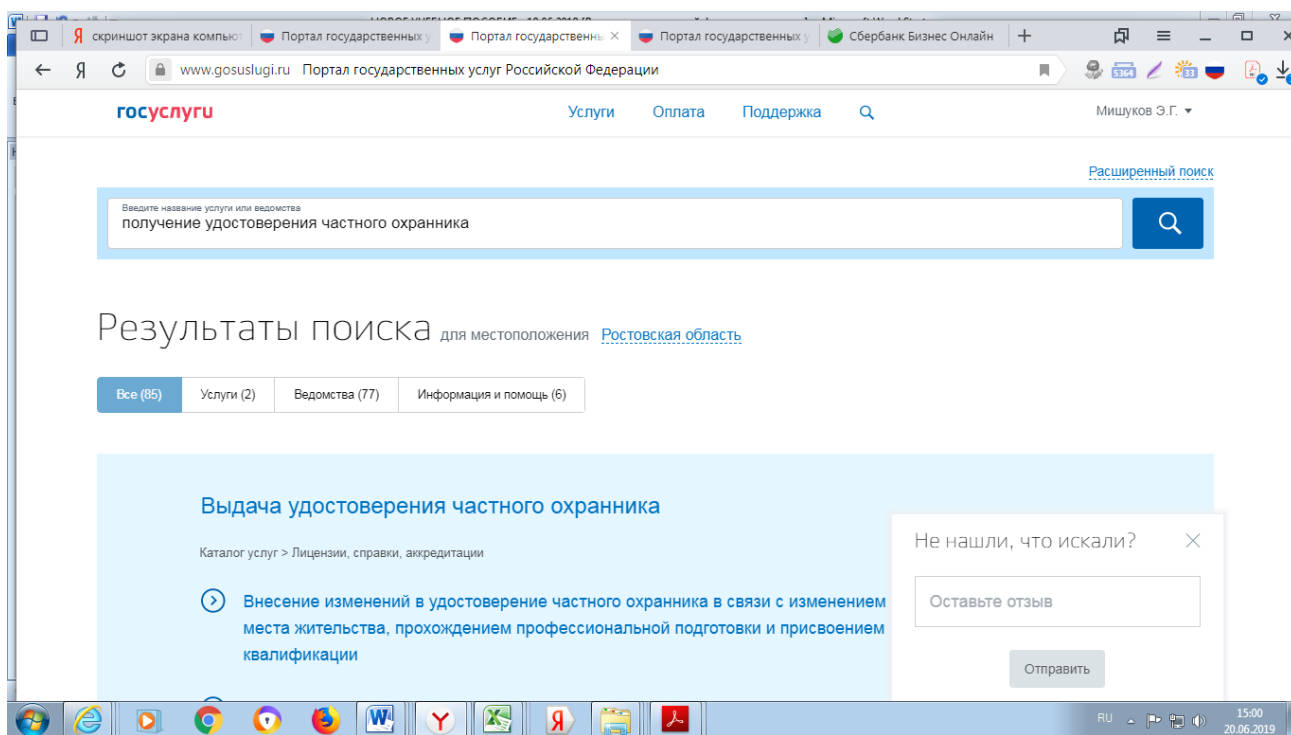 скриншот экрана компьют
Портал государственных у
Портал государственны
Портал государственных у
Сбербанк Бизнес Онлайн
www.gosuslugi.ru Портал государственных услуг Российской Федерации
5364
33
госуслуги
Услуги
Оплата
Поддержка
Мишуков Э.Г.
Расширенный поиск
Введите название услуги или ведомства
получение удостоверения частного охранника
Результаты поиска для местоположения Ростовская область
Все (85)
Услуги (2)
Ведомства (77)
Информация и помощь (6)
Выдача удостоверения частного охранника
Каталог услуг > Лицензии, справки, аккредитации
Внесение изменений в удостоверение частного охранника в связи с изменением
места жительства, прохождением профессиональной подготовки и присвоением
квалификации
Не нашли, что искали?
Оставьте отзыв
Отправить
RU
15:00
20.06.2019